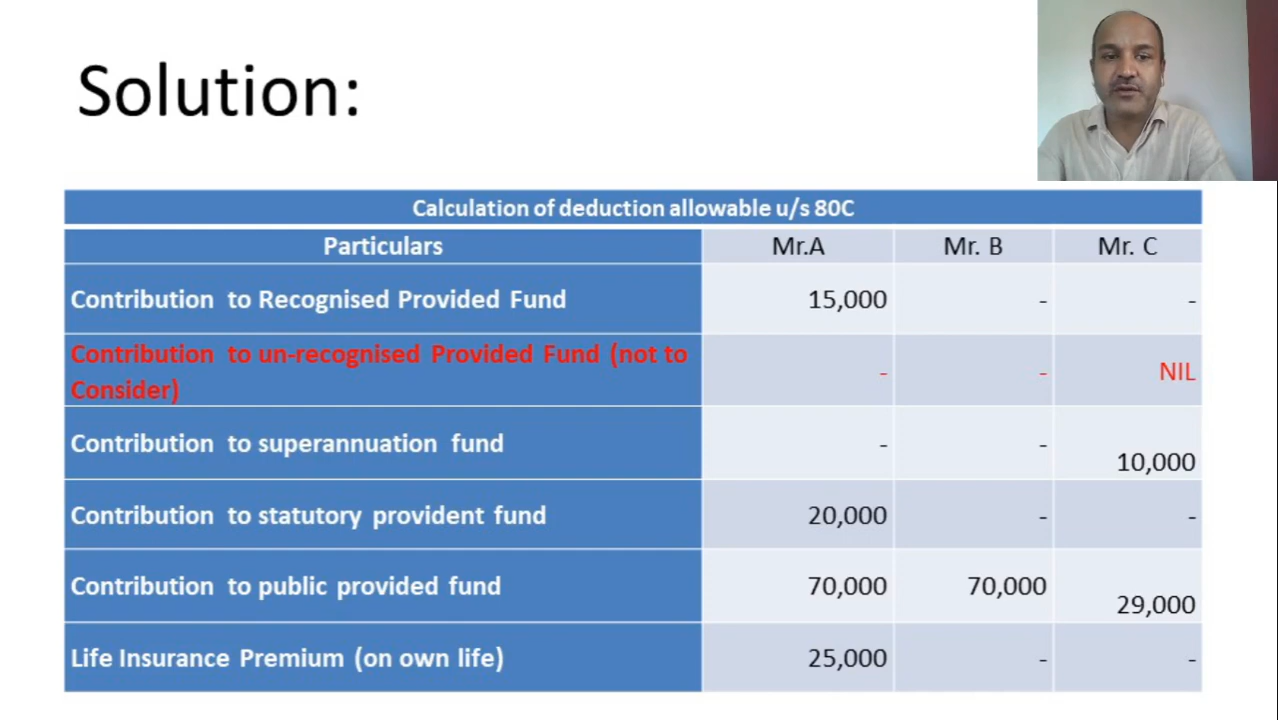 Solution:
Calculation of deduction allowable u/s 80C
Particulars Mr.A Mr. B Mr. C
Contribution to Recognised Provided Fund 15,000 - -
Contribution to un-recognised Provided Fund (not to
Consider) - - NIL
Contribution to superannuation fund - - 10,000
Contribution to statutory provident fund 20,000 - -
Contribution to public provided fund 70,000 70,000 29,000
Life Insurance Premium (on own life) 25,000 - -